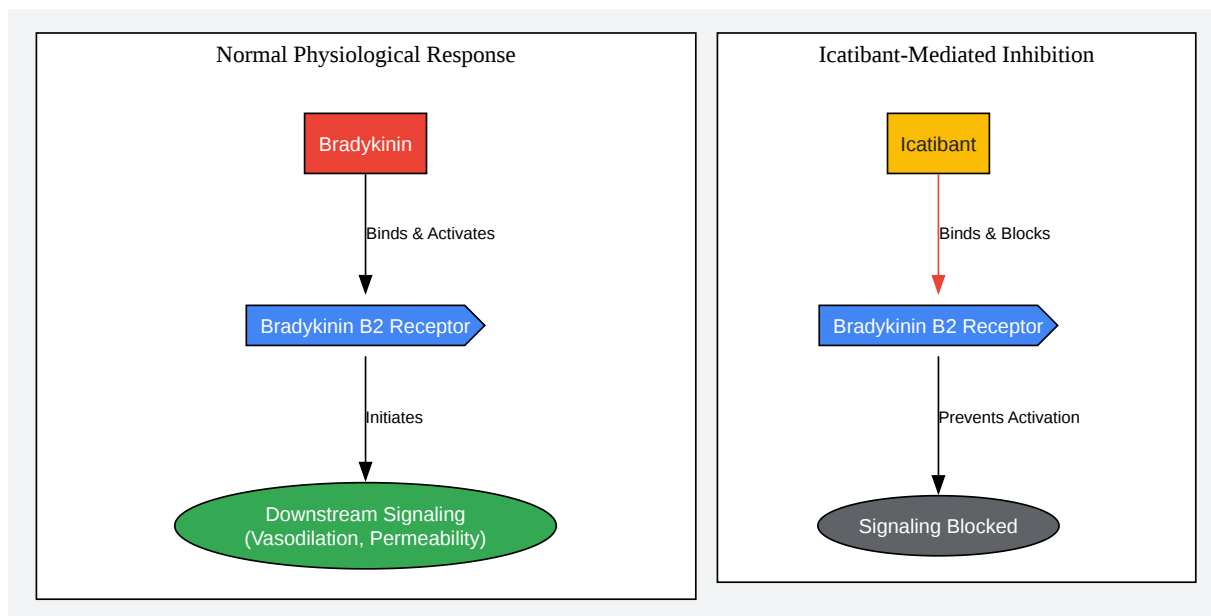 Normal Physiological Response
Bradykinin
Binds & Activates
Bradykinin B2 Receptor
Initiates
Downstream Signaling
(Vasodilation, Permeability)
Icatibant-Mediated Inhibition
Icatibant
Binds & Blocks
Bradykinin B2 Receptor
Prevents Activation
Signaling Blocked